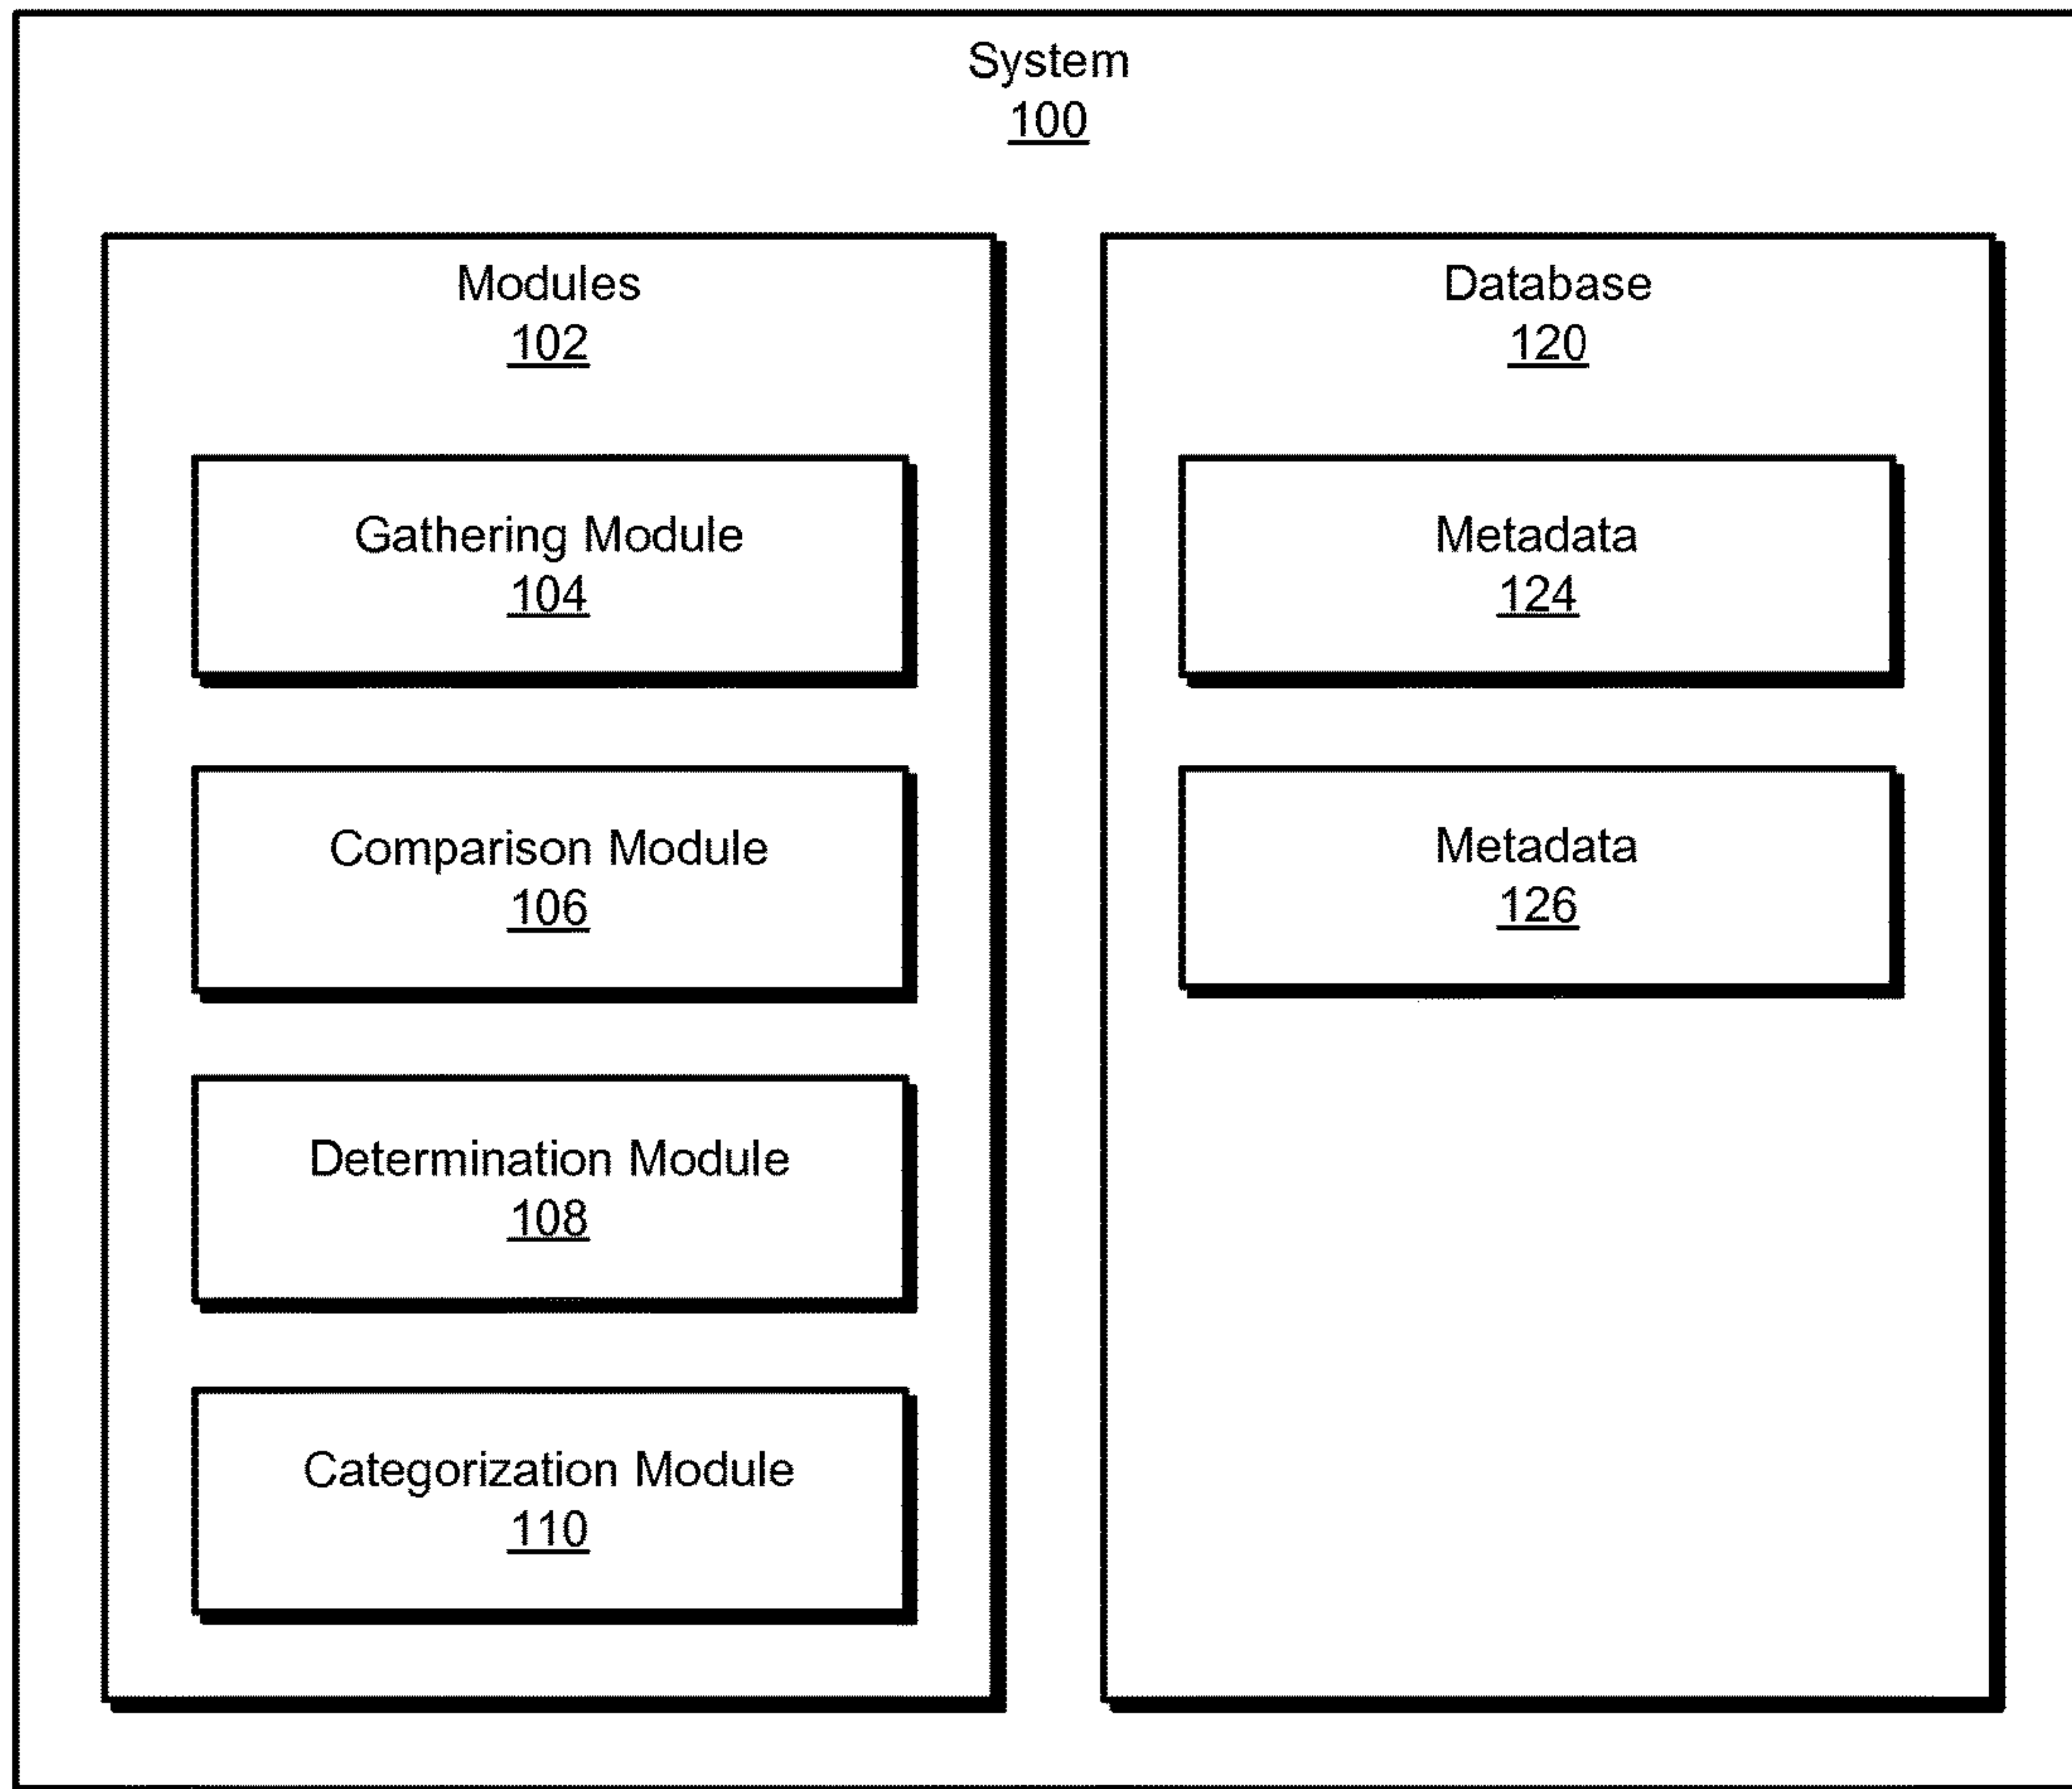 System
100
Modules
102
Gathering Module
104
Comparison Module
106
Determination Module
108
Categorization Module
110
Database
120
Metadata
124
Metadata
126